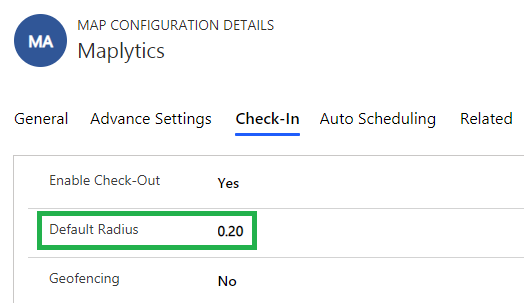 MA
MAP CONFIGURATION DETAILS
Maplytics
General Advance Settings Check-In Auto Scheduling Related
Enable Check-Out Yes
Default Radius 0.20
Geofencing No